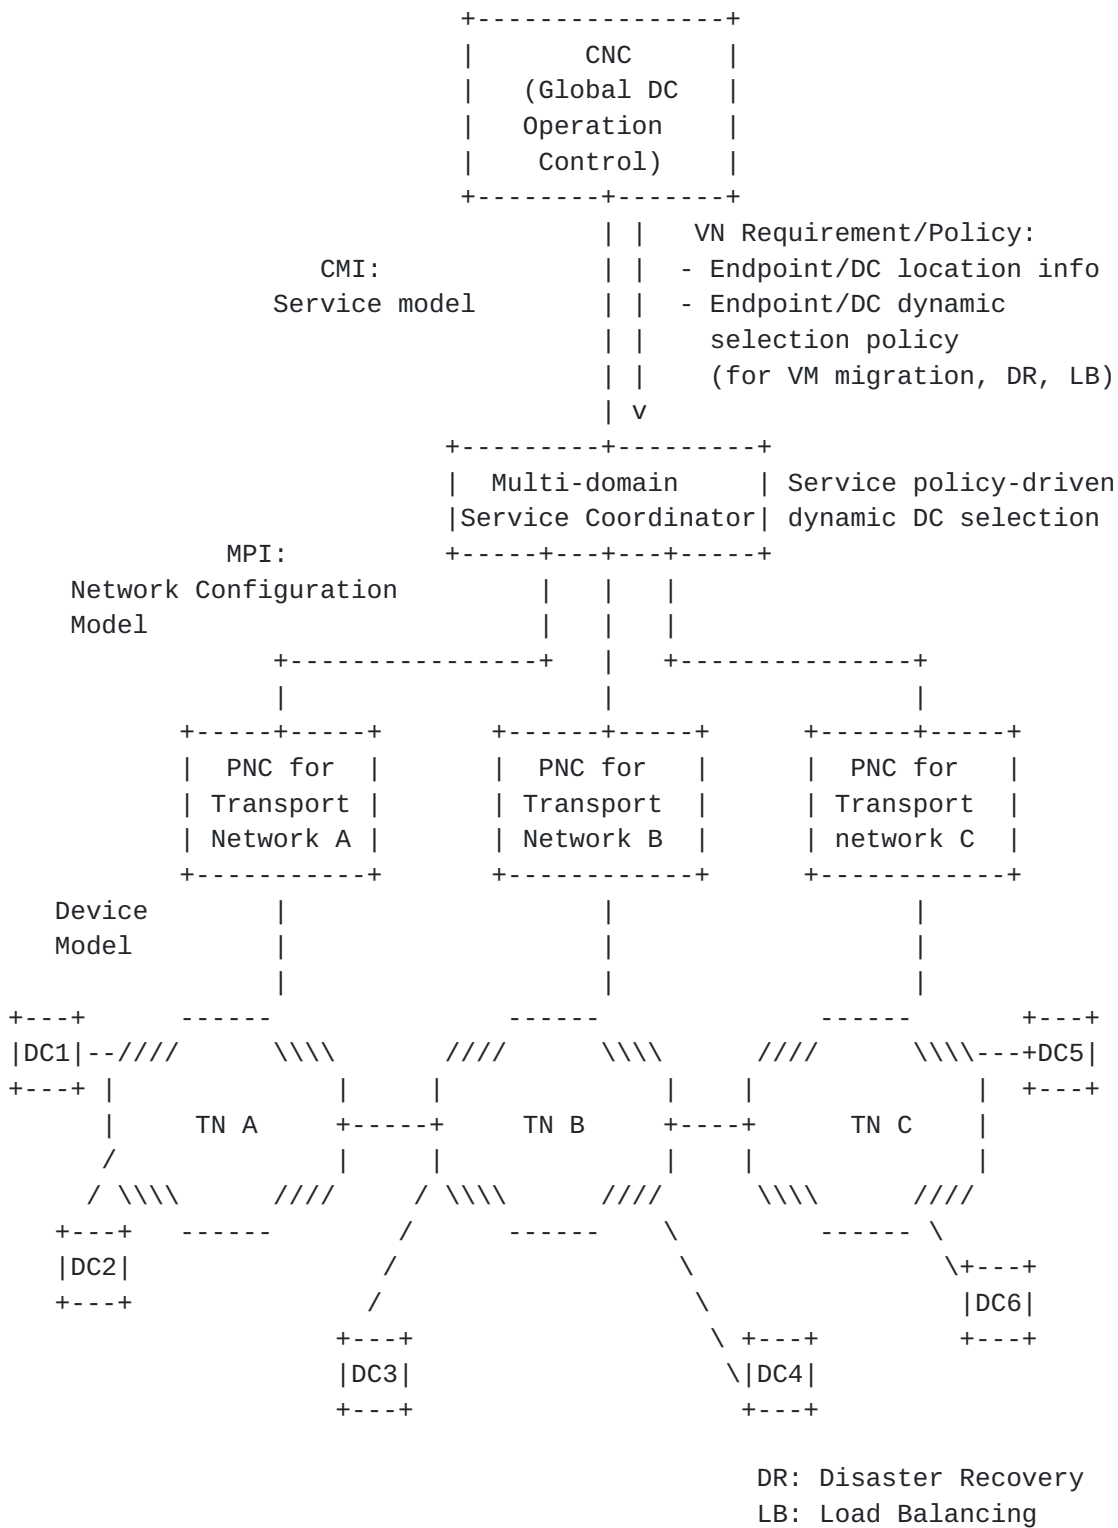 CNC
(Global DC
Operation
Control)
VN Requirement/Policy:
CMI: - Endpoint/DC location info
Service model - Endpoint/DC dynamic
selection policy
(for VM migration, DR, LB)
v
Multi-domain Service policy-driven
Service Coordinator dynamic DC selection
MPI:
Network Configuration
Model
PNC for PNC for PNC for
Transport Transport Transport
Network A Network B network C
Device
Model
DC1 DC5
TN A TN B TN C
DC2
DC6
DC3 DC4
DR: Disaster Recovery
LB: Load Balancing